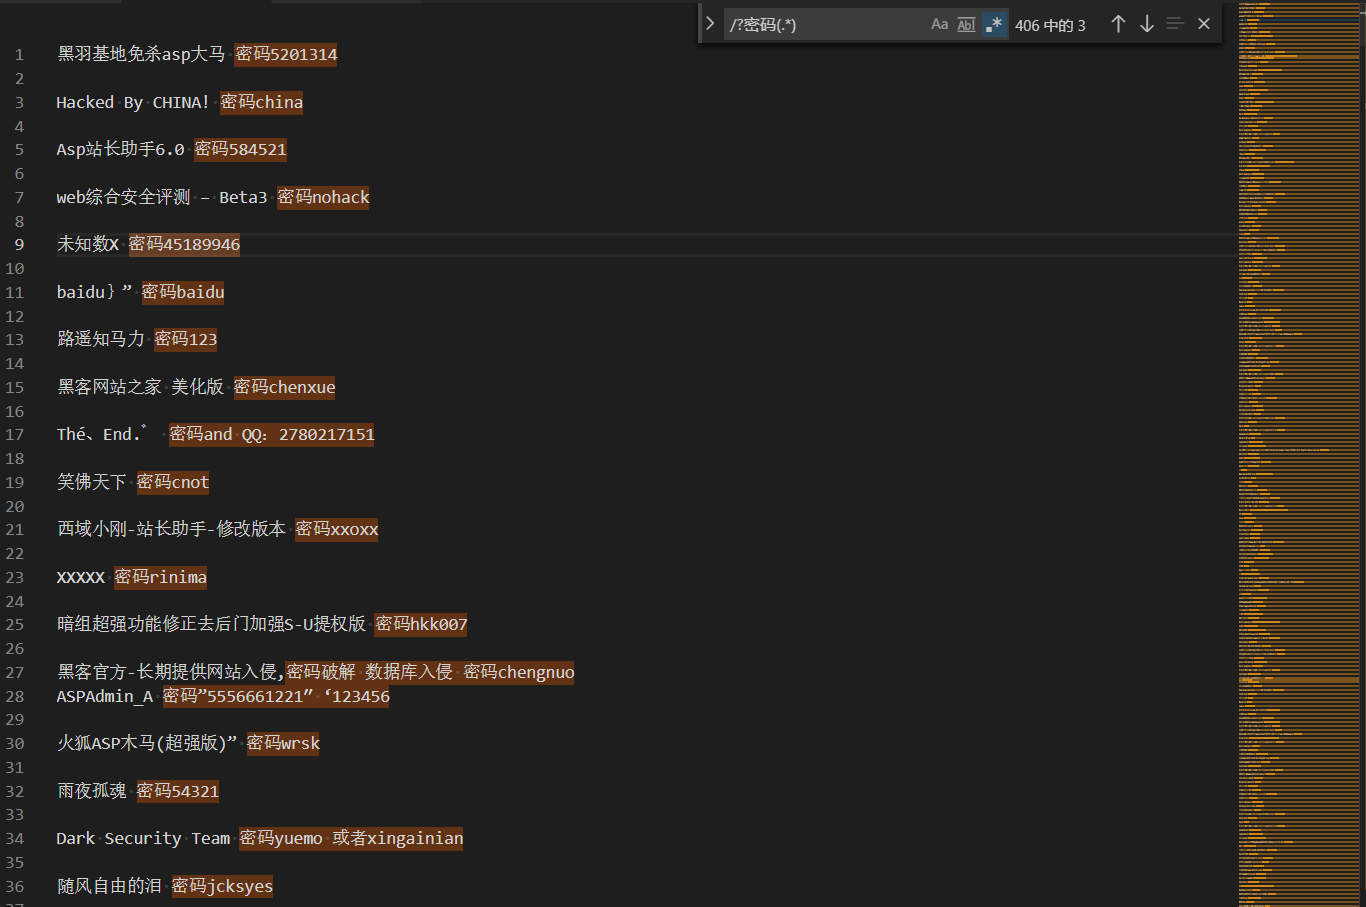 /?密码(.*) Aa Abl .* 406 中的 3
1 黑羽基地免杀asp大马 密码5201314
2
3 Hacked By CHINA! 密码china
4
5 Asp站长助手6.0 密码584521
6
7 web综合安全评测 – Beta3 密码nohack
8
9 未知数X 密码45189946
10
11 baidu}” 密码baidu
12
13 路遥知马力 密码123
14
15 黑客网站之家 美化版 密码chenxue
16
17 Thé、End.゛ 密码and QQ: 2780217151
18
19 笑佛天下 密码cnot
20
21 西域小刚-站长助手-修改版本 密码xxoxx
22
23 XXXXX 密码rinima
24
25 暗组超强功能修正去后门加强S-U提权版 密码hkk007
26
27 黑客官方-长期提供网站入侵,密码破解 数据库入侵 密码chengnuo
28 ASPAdmin_A 密码”5556661221″ ‘123456
29
30 火狐ASP木马(超强版)” 密码wrsk
31
32 雨夜孤魂 密码54321
33
34 Dark Security Team 密码yuemo 或者xingainian
35
36 随风自由的泪 密码jcksyes